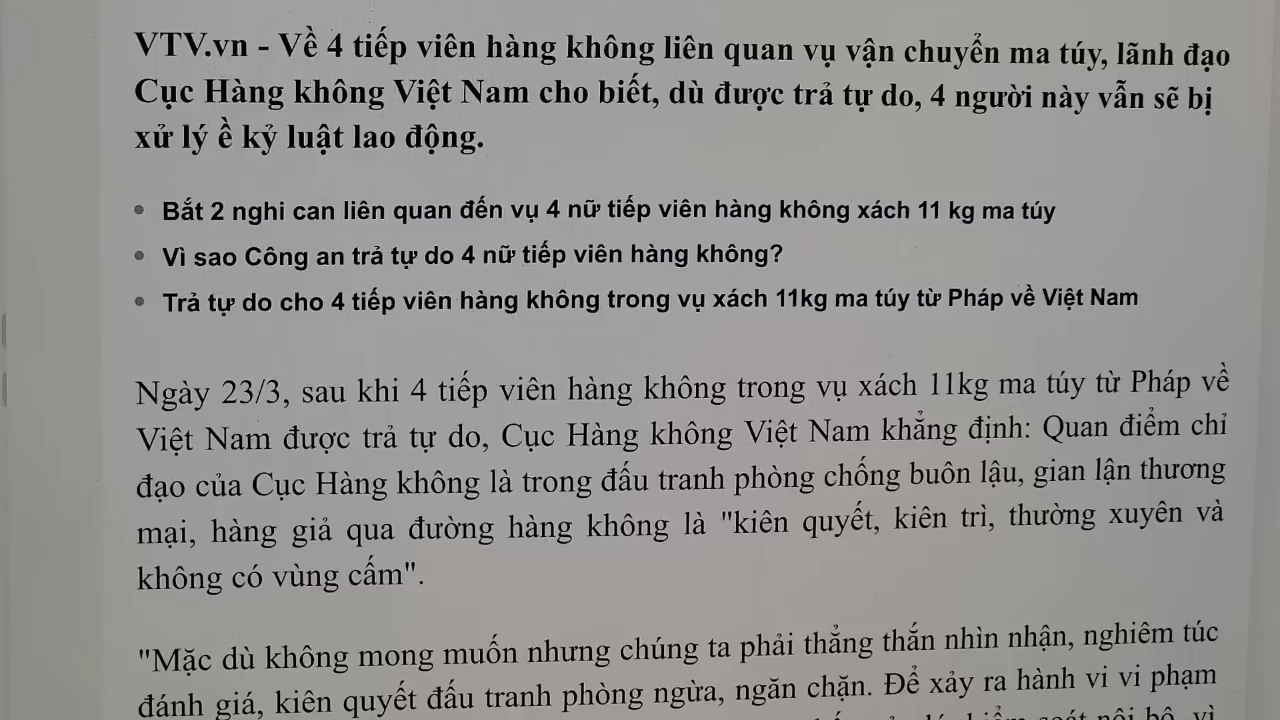 VTV.vn - Về 4 tiếp viên hàng không liên quan vụ vận chuyển ma túy, lãnh đạo
Cục Hàng không Việt Nam cho biết, dù được trả tự do, 4 người này vẫn sẽ bị
xử lý ề kỷ luật lao động.
Bắt 2 nghi can liên quan đến vụ 4 nữ tiếp viên hàng không xách 11 kg ma túy
Vì sao Công an trả tự do 4 nữ tiếp viên hàng không?
Trả tự do cho 4 tiếp viên hàng không trong vụ xách 11kg ma túy từ Pháp về Việt Nam
Ngày 23/3, sau khi 4 tiếp viên hàng không trong vụ xách 11kg ma túy từ Pháp về
Việt Nam được trả tự do, Cục Hàng không Việt Nam khẳng định: Quan điểm chỉ
đạo của Cục Hàng không là trong đấu tranh phòng chống buôn lậu, gian lận thương
mại, hàng giả qua đường hàng không là "kiên quyết, kiên trì, thường xuyên và
không có vùng cấm".
"Mặc dù không mong muốn nhưng chúng ta phải thẳng thắn nhìn nhận, nghiêm túc
đánh giá, kiên quyết đấu tranh phòng ngừa, ngăn chặn. Để xảy ra hành vi vi phạm
soát nội bộ, vì